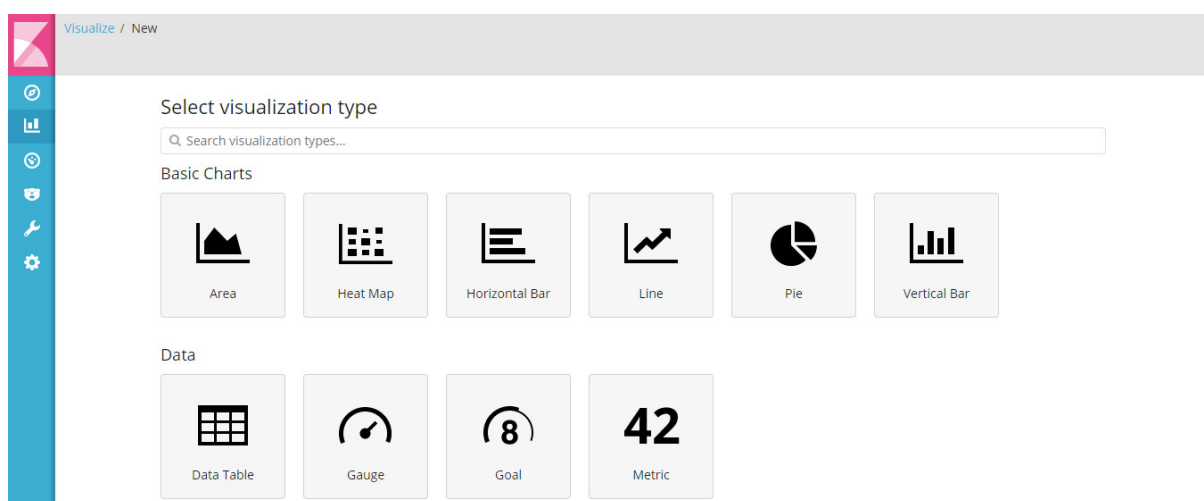 Visualize / New
Select visualization type
Search visualization types...
Basic Charts
Area
Heat Map
Horizontal Bar
Line
Pie
Vertical Bar
Data
8
42
Data Table
Gauge
Goal
Metric